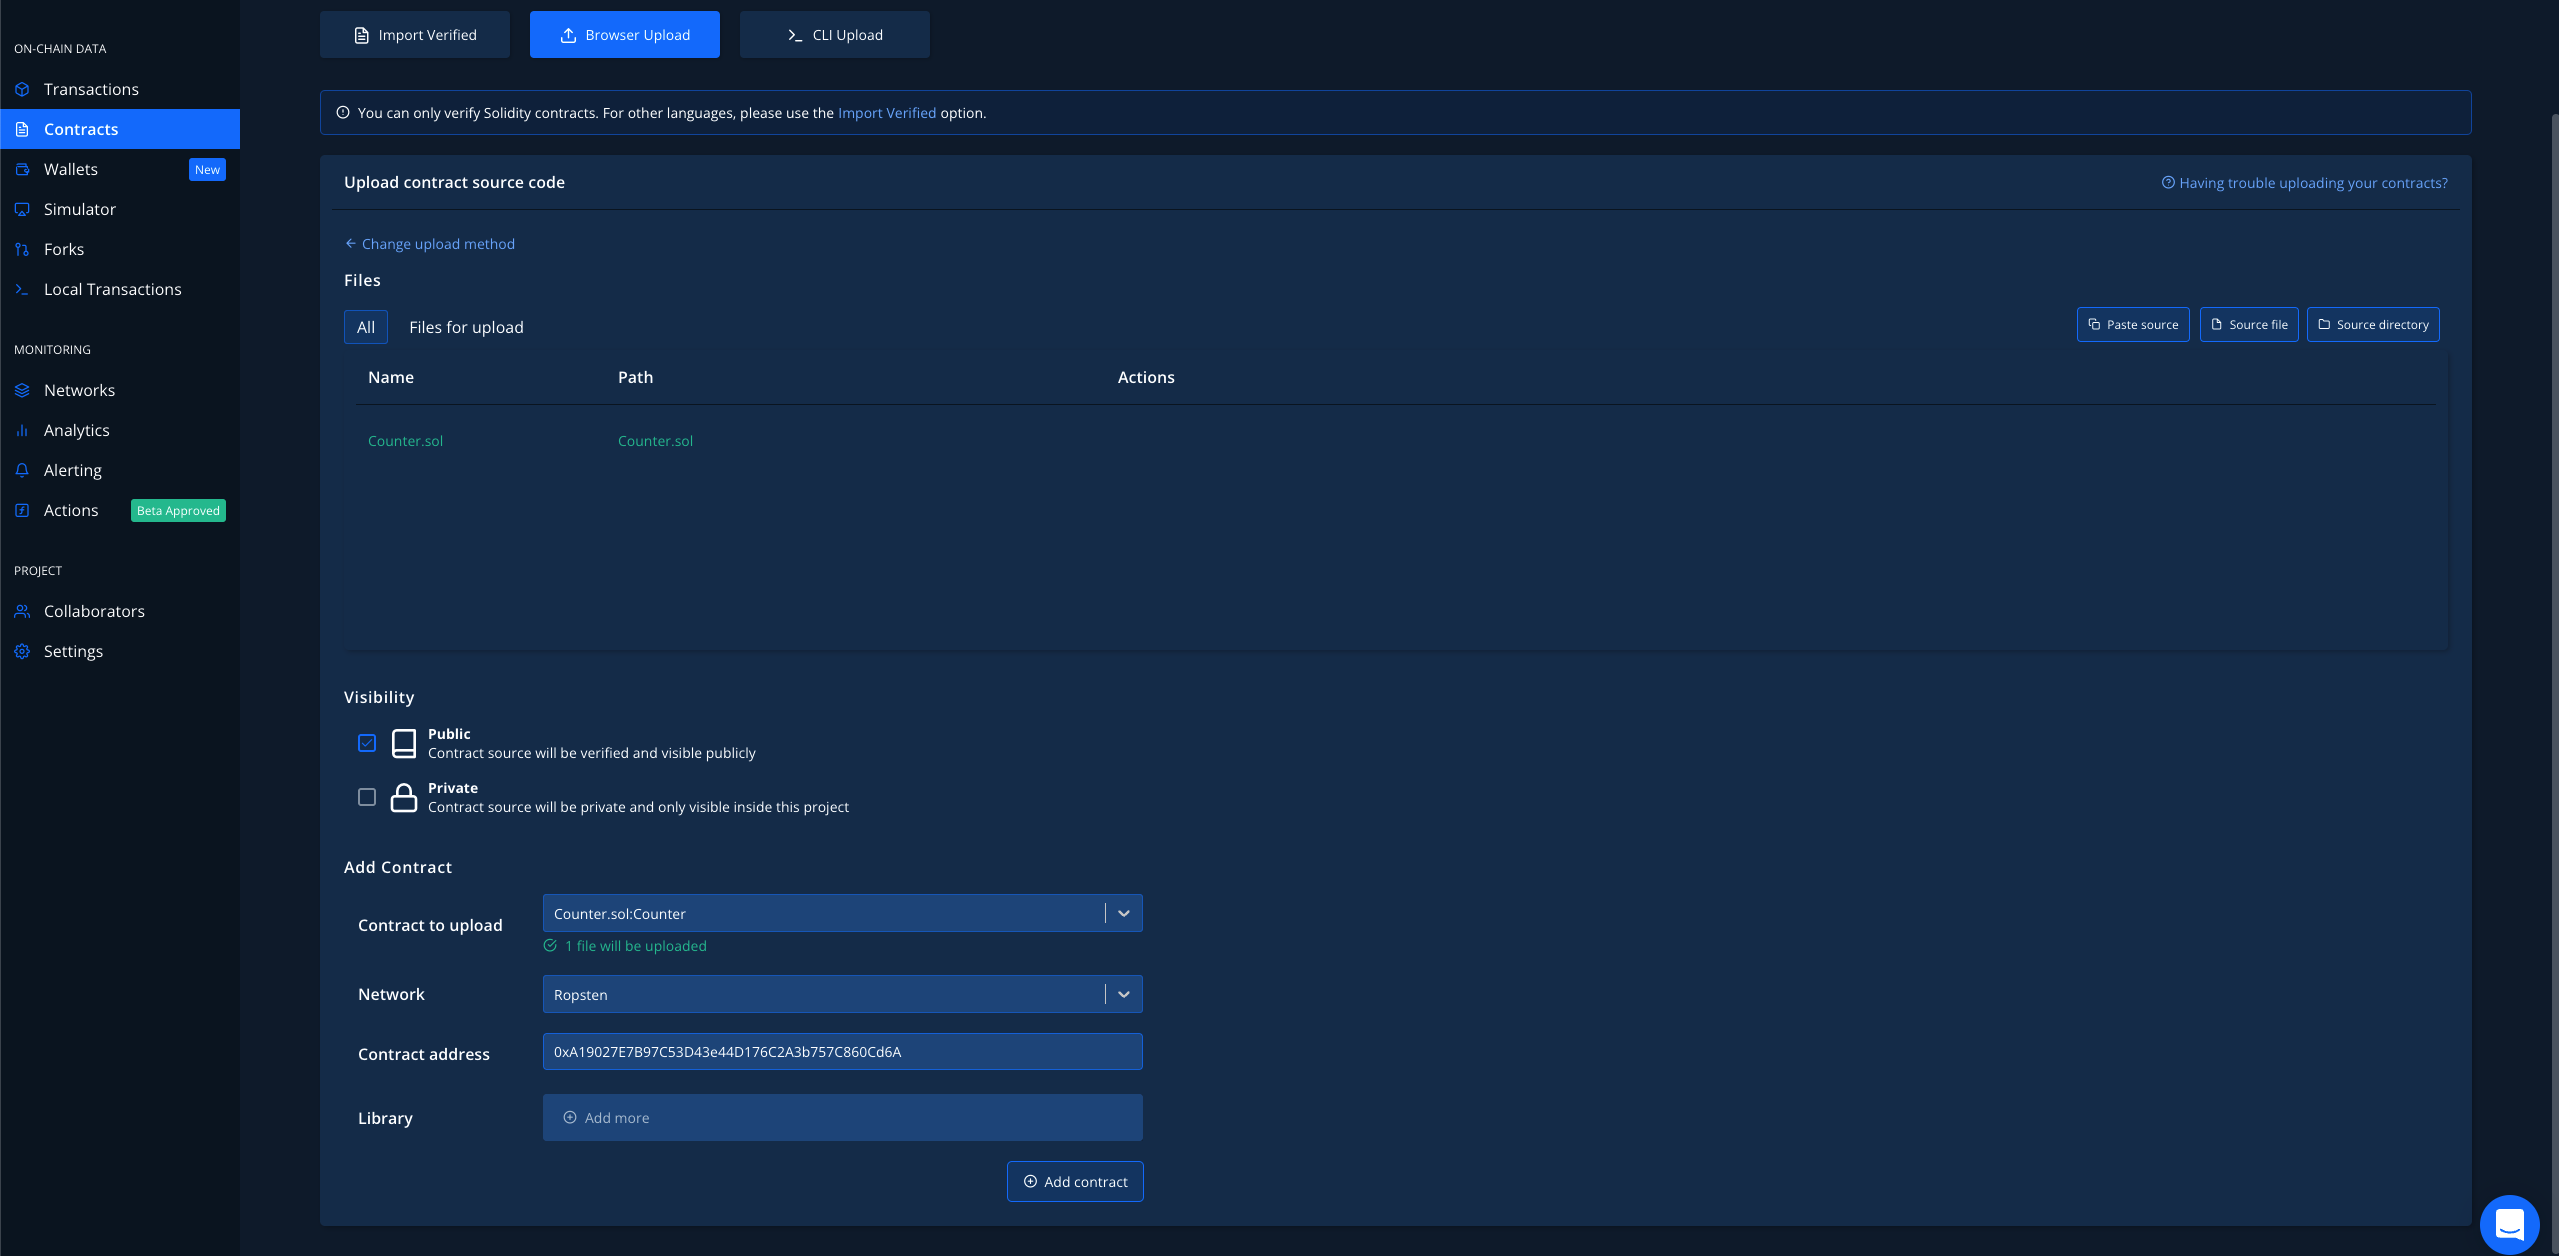 Import Verified
Browser Upload
CLI Upload
ON-CHAIN DATA
Transactions
Contracts
Wallets New
Simulator
Forks
Local Transactions
MONITORING
Networks
Analytics
Alerting
Actions Beta Approved
PROJECT
Collaborators
Settings
You can only verify Solidity contracts. For other languages, please use the Import Verified option.
Upload contract source code
Having trouble uploading your contracts?
Change upload method
Files
All Files for upload
Paste source
Source file
Source directory
Name Path Actions
Counter.sol Counter.sol
Visibility
Public
Contract source will be verified and visible publicly
Private
Contract source will be private and only visible inside this project
Add Contract
Contract to upload Counter.sol:Counter
1 file will be uploaded
Network Ropsten
Contract address 0xA19027E7B97C53D43e44D176C2A3b757C860Cd6A
Library Add more
Add contract